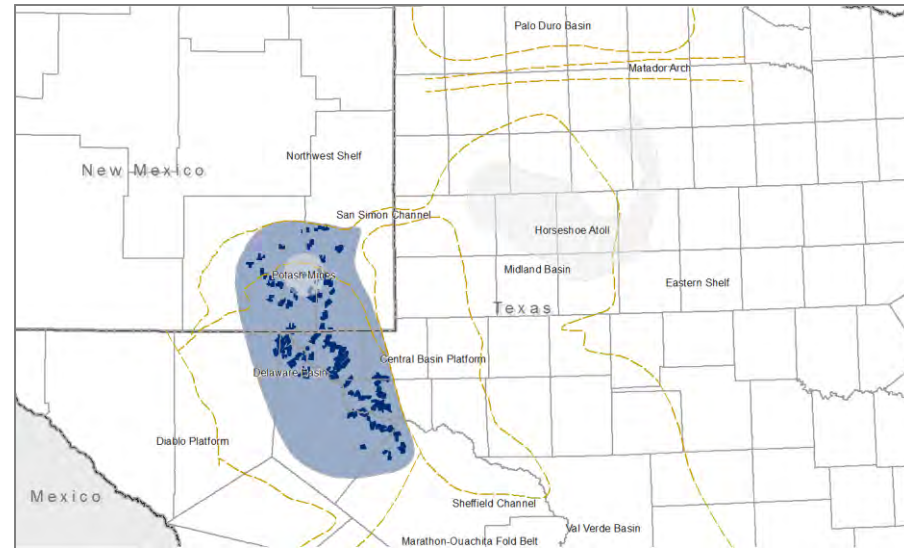 Palo Duro Basin
Matador Arch
Northwest Shelf
New Mexico
San Simon Channel
Horseshoe Atoll
Potash Mines
Midland Basin
Eastern Shelf
Texas
Central Basin Platform
Delaware Basin
Diablo Platform
Mexico
Sheffield Channel
Val Verde Basin
Marathon-Ouachita Fold Belt